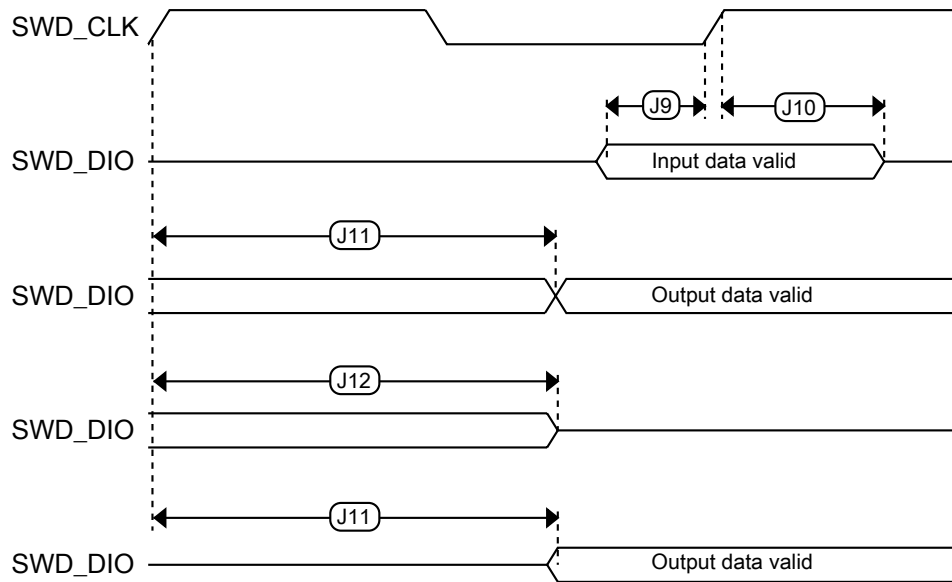 SWD_CLK
J9
J10
SWD_DIO
Input data valid
J11
SWD_DIO
Output data valid
J12
SWD_DIO
J11
SWD_DIO
Output data valid